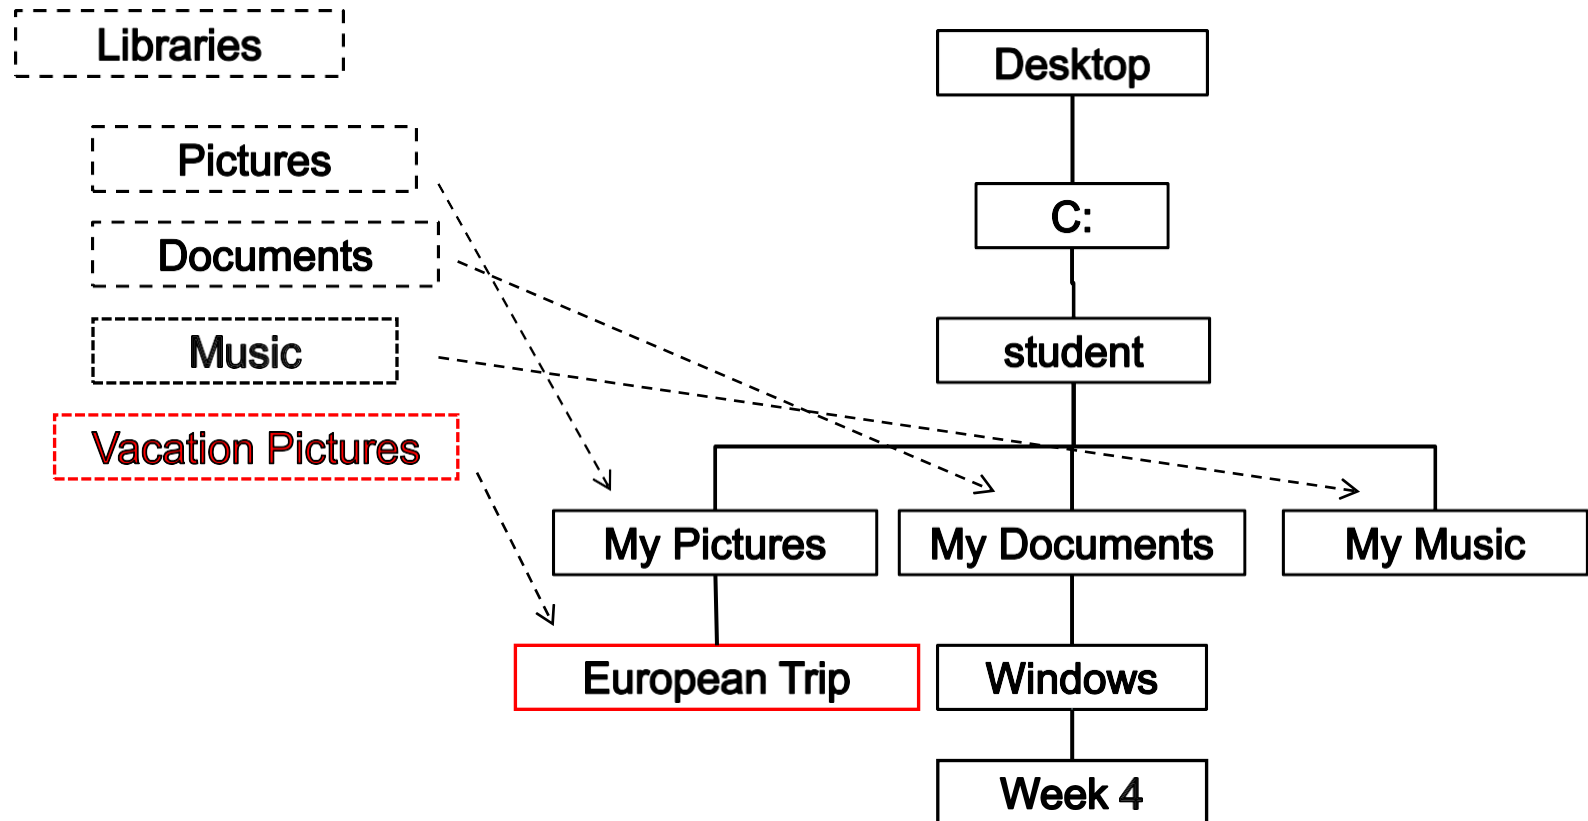 Libraries
Desktop
Pictures
C:
Documents
Music
student
Vacation Pictures
My Pictures
My Documents
My Music
European Trip
Windows
Week 4